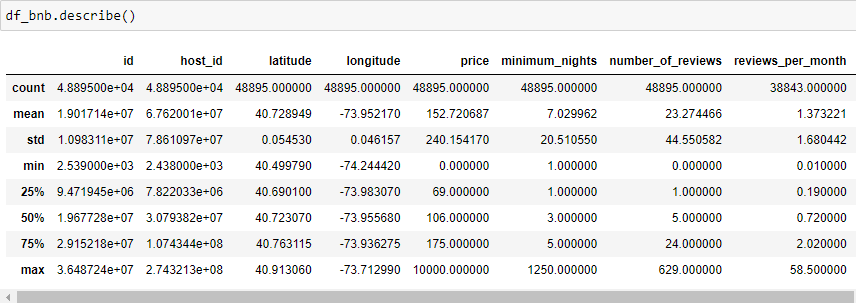 df_bnb.describe()
id host_id latitude longitude price minimum_nights number_of_reviews reviews_per_month
count 4.889500e+04 4.889500e+04 48895.000000 48895.000000 48895.000000 48895.000000 48895.000000 38843.000000
mean 1.901714e+07 6.762001e+07 40.728949 -73.952170 152.720687 7.029962 23.274466 1.373221
std 1.098311e+07 7.861097e+07 0.054530 0.046157 240.154170 20.510550 44.550582 1.680442
min 2.539000e+03 2.438000e+03 40.499790 -74.244420 0.000000 1.000000 0.000000 0.010000
25% 9.471945e+06 7.822033e+06 40.690100 -73.983070 69.000000 1.000000 1.000000 0.190000
50% 1.967728e+07 3.079382e+07 40.723070 -73.955680 106.000000 3.000000 5.000000 0.720000
75% 2.915218e+07 1.074344e+08 40.763115 -73.936275 175.000000 5.000000 24.000000 2.020000
max 3.648724e+07 2.743213e+08 40.913060 -73.712990 10000.000000 1250.000000 629.000000 58.500000